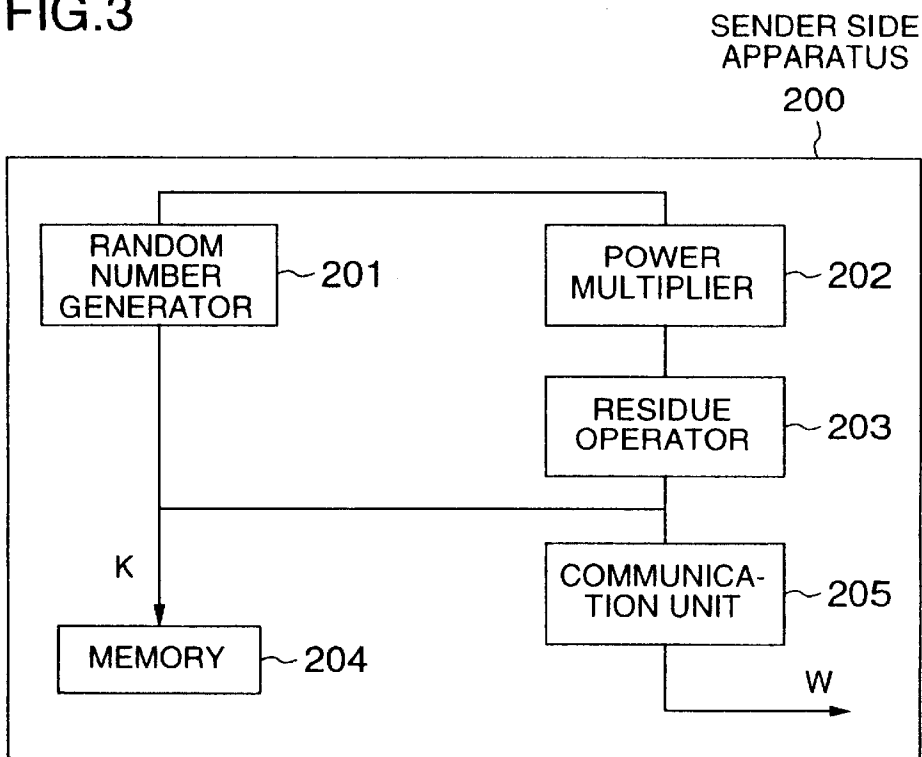 FIG.3
SENDER SIDE
APPARATUS
200
RANDOM
NUMBER
GENERATOR
201
POWER
MULTIPLIER
202
RESIDUE
OPERATOR
203
K
COMMUNICA-
TION UNIT
205
MEMORY
204
W